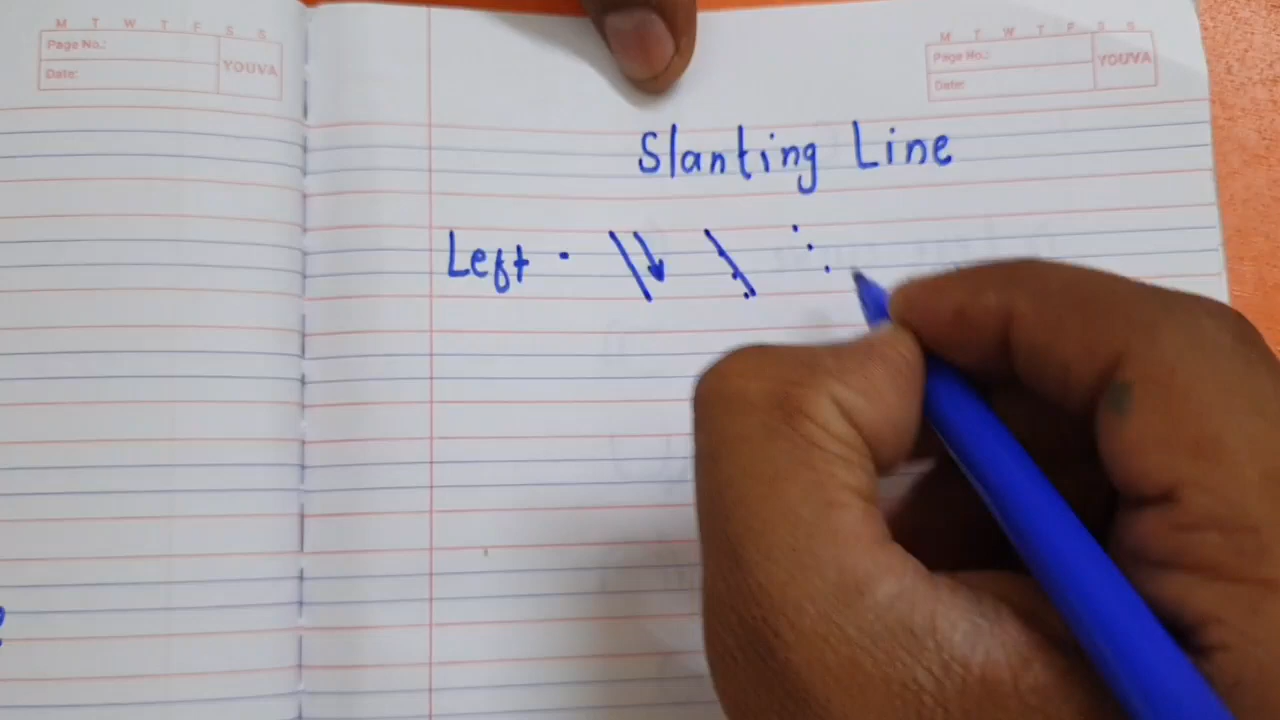 M T W T F S S
Page No.:
Date:
YOUVA
M T W T F S S
Page No.:
Date:
YOUVA
Slanting Line
Left -